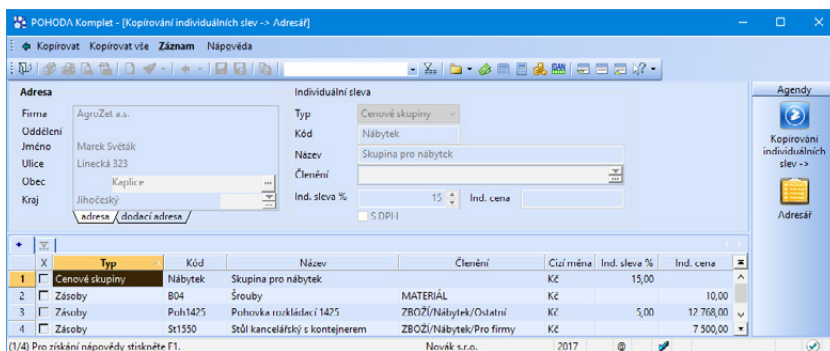 POHODA Komplet - [Kopírování individuálních slev -> Adresář]
Kopírovat Kopírovat vše Záznam Nápověda
Adresa
Firma AgroZet a.s.
Oddělení
Jméno Marek Světák
Ulice Linecká 323
Obec Kaplice
Kraj Jihočeský
adresa dodací adresa
Individuální sleva
Typ Cenové skupiny
Kód Nábytek
Název Skupina pro nábytek
Členění
Ind. sleva % 15 Ind. cena
S DPH
Agendy
Kopírování
individuálních
slev ->
Adresář
X Typ Kód Název Členění Cizí měna Ind. sleva % Ind. cena
1 Cenové skupiny Nábytek Skupina pro nábytek Kč 15,00
2 Zásoby B04 Šrouby MATERIÁL Kč 10,00
3 Zásoby Poh1425 Pohovka rozkládací 1425 ZBOŽÍ/Nábytek/Ostatní Kč 5,00 12 768,00
4 Zásoby St1550 Stůl kancelářský s kontejnerem ZBOŽÍ/Nábytek/Pro firmy Kč 7 500,00
(1/4) Pro získání nápovědy stiskněte F1. Novák s.r.o. 2017 @